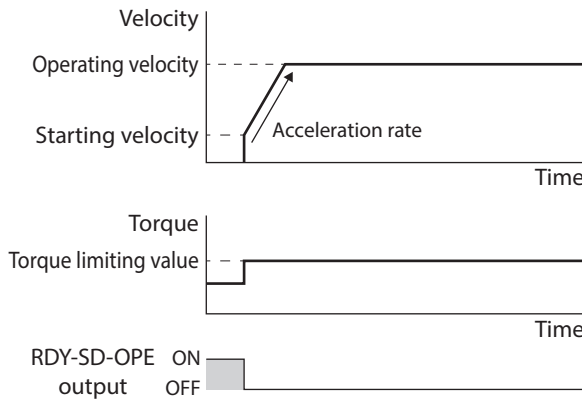 Velocity
Operating velocity
Starting velocity
Acceleration rate
Time
Torque
Torque limiting value
Time
RDY-SD-OPE ON
output OFF